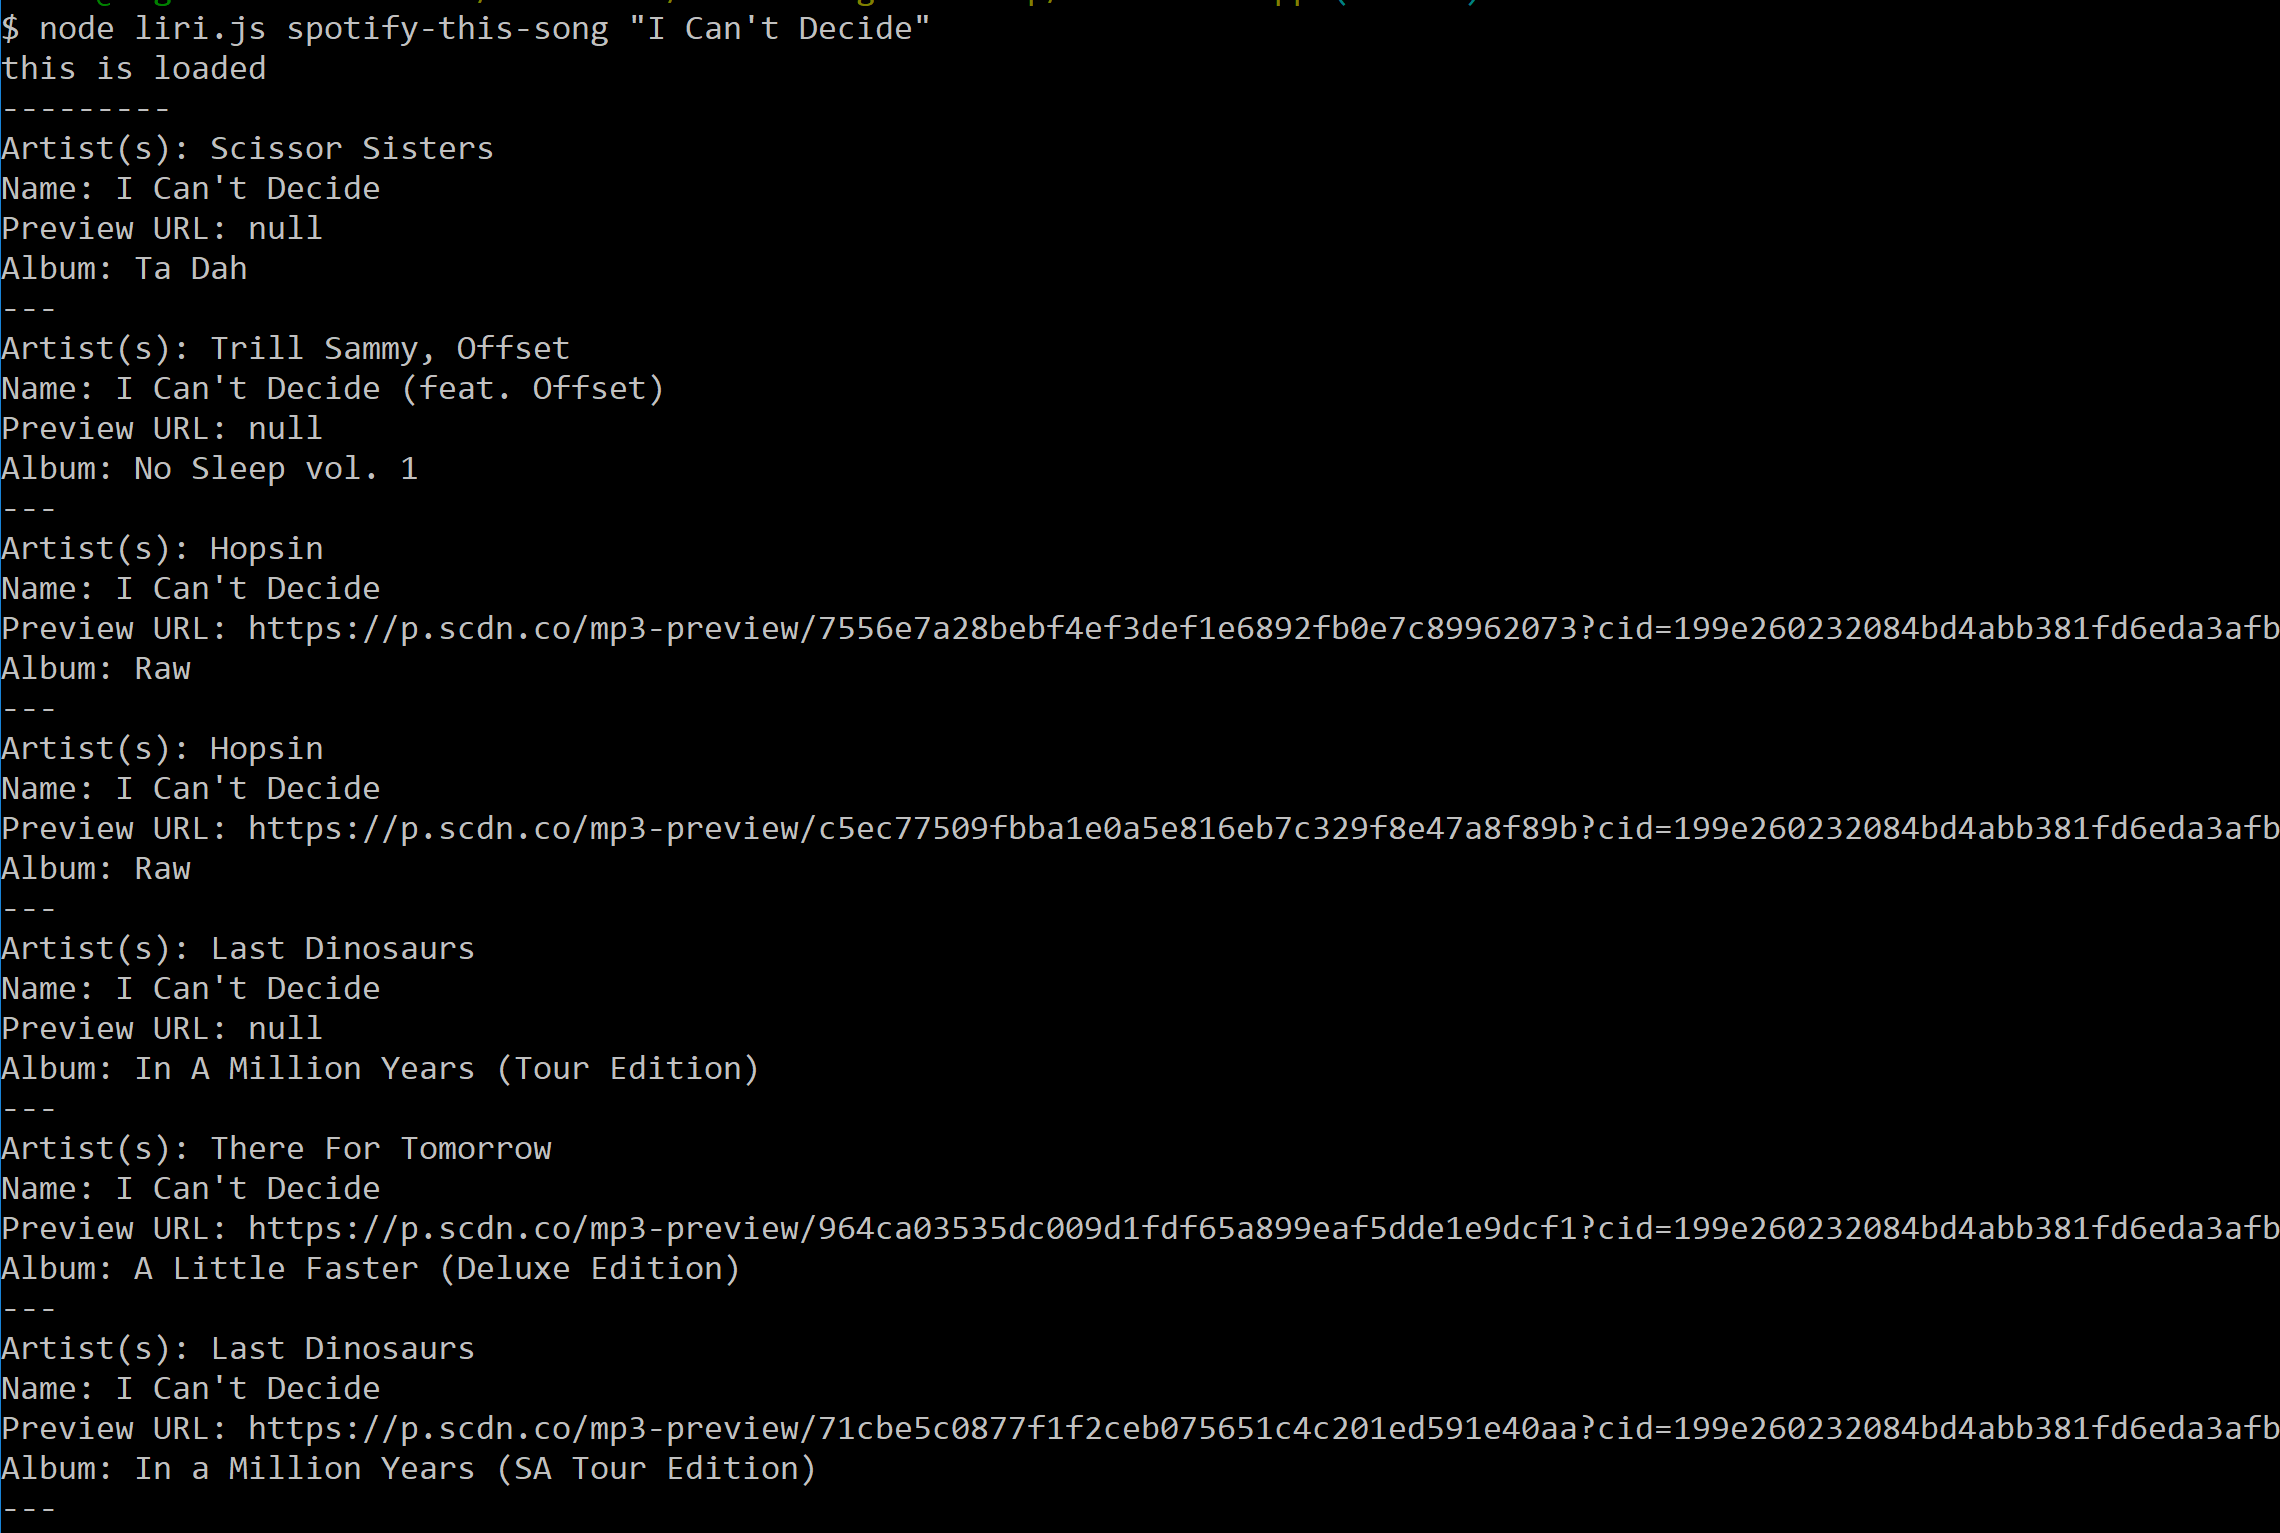 $ node liri.js spotify-this-song "I Can't Decide"
this is loaded
---------
Artist(s): Scissor Sisters
Name: I Can't Decide
Preview URL: null
Album: Ta Dah
---
Artist(s): Trill Sammy, Offset
Name: I Can't Decide (feat. Offset)
Preview URL: null
Album: No Sleep vol. 1
---
Artist(s): Hopsin
Name: I Can't Decide
Preview URL: https://p.scdn.co/mp3-preview/7556e7a28bebf4ef3def1e6892fb0e7c89962073?cid=199e260232084bd4abb381fd6eda3afb
Album: Raw
---
Artist(s): Hopsin
Name: I Can't Decide
Preview URL: https://p.scdn.co/mp3-preview/c5ec77509fbba1e0a5e816eb7c329f8e47a8f89b?cid=199e260232084bd4abb381fd6eda3afb
Album: Raw
---
Artist(s): Last Dinosaurs
Name: I Can't Decide
Preview URL: null
Album: In A Million Years (Tour Edition)
---
Artist(s): There For Tomorrow
Name: I Can't Decide
Preview URL: https://p.scdn.co/mp3-preview/964ca03535dc009d1fdf65a899eaf5dde1e9dcf1?cid=199e260232084bd4abb381fd6eda3afb
Album: A Little Faster (Deluxe Edition)
---
Artist(s): Last Dinosaurs
Name: I Can't Decide
Preview URL: https://p.scdn.co/mp3-preview/71cbe5c0877f1f2ceb075651c4c201ed591e40aa?cid=199e260232084bd4abb381fd6eda3afb
Album: In a Million Years (SA Tour Edition)
---